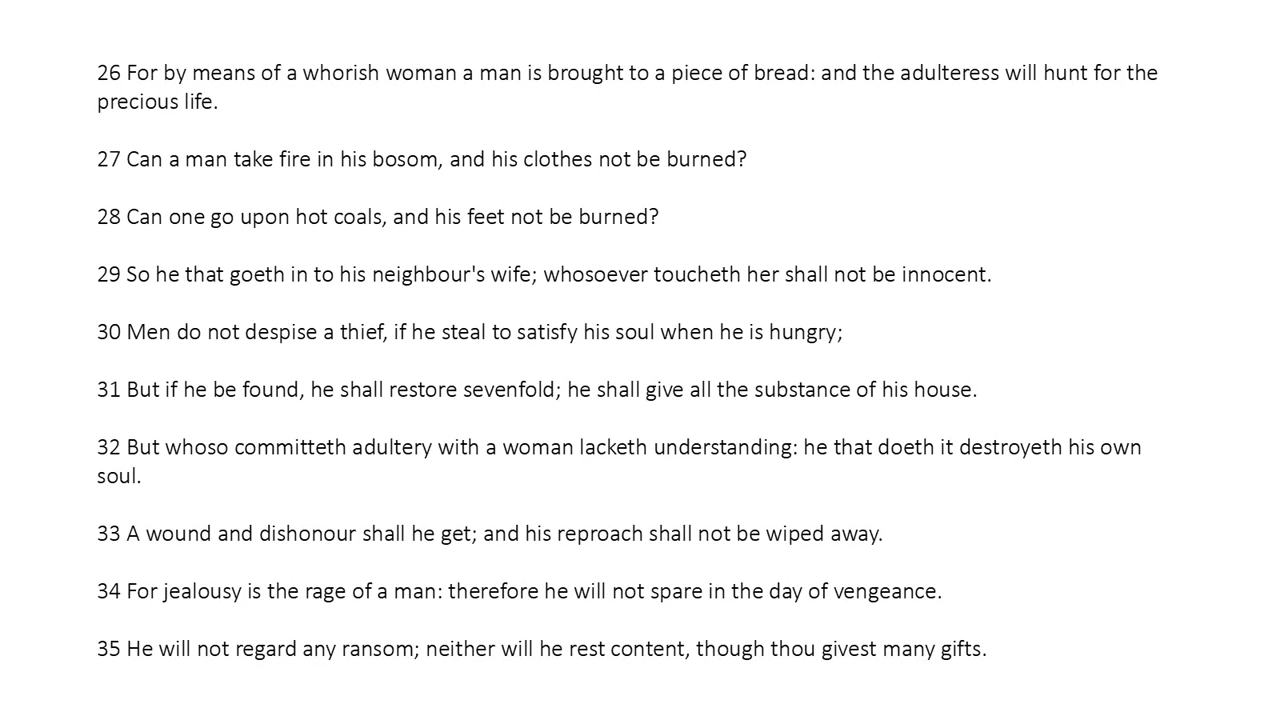 26 For by means of a whorish woman a man is brought to a piece of bread: and the adulteress will hunt for the
precious life.
27 Can a man take fire in his bosom, and his clothes not be burned?
28 Can one go upon hot coals, and his feet not be burned?
29 So he that goeth in to his neighbour's wife; whosoever toucheth her shall not be innocent.
30 Men do not despise a thief, if he steal to satisfy his soul when he is hungry;
31 But if he be found, he shall restore sevenfold; he shall give all the substance of his house.
32 But whoso committeth adultery with a woman lacketh understanding: he that doeth it destroyeth his own
soul.
33 A wound and dishonour shall he get; and his reproach shall not be wiped away.
34 For jealousy is the rage of a man: therefore he will not spare in the day of vengeance.
35 He will not regard any ransom; neither will he rest content, though thou givest many gifts.